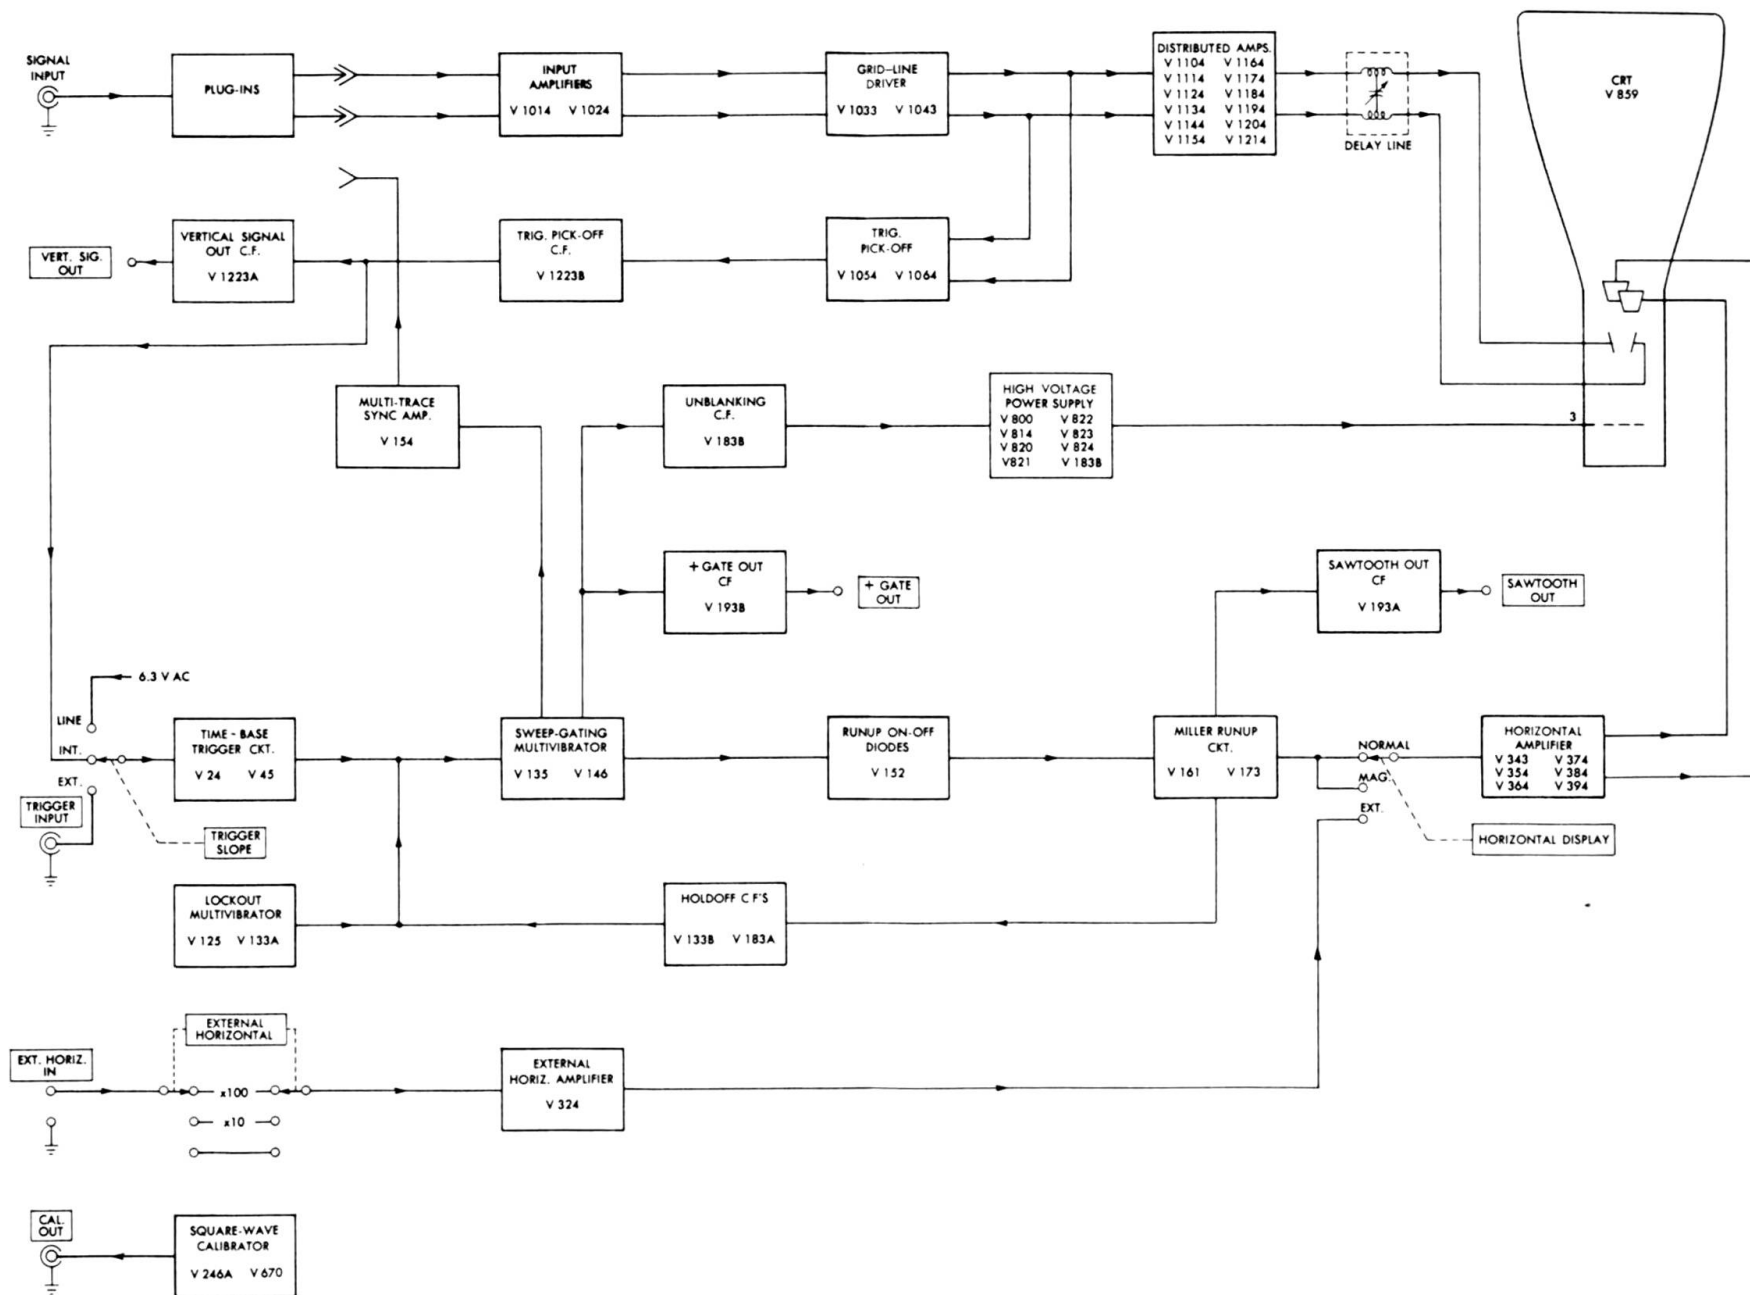 SIGNAL
INPUT
PLUG-INS
INPUT
AMPLIFIERS
V 1014 V 1024
GRID-LINE
DRIVER
V 1033 V 1043
DISTRIBUTED AMPS.
V 1104 V 1164
V 1114 V 1174
V 1124 V 1184
V 1134 V 1194
V 1144 V 1204
V 1154 V 1214
DELAY LINE
CRT
V 859
VERT. SIG.
OUT
VERTICAL SIGNAL
OUT C.F.
V 1223A
TRIG. PICK-OFF
C.F.
V 1223B
TRIG.
PICK-OFF
V 1054 V 1064
MULTI-TRACE
SYNC AMP.
V 154
UNBLANKING
C.F.
V 183B
HIGH VOLTAGE
POWER SUPPLY
V 800 V 822
V 814 V 823
V 820 V 824
V821 V 183B
3
+ GATE OUT
CF
V 193B
+ GATE
OUT
SAWTOOTH OUT
CF
V 193A
SAWTOOTH
OUT
6.3 V AC
LINE
INT.
EXT.
TRIGGER
INPUT
TRIGGER
SLOPE
TIME - BASE
TRIGGER CKT.
V 24 V 45
SWEEP-GATING
MULTIVIBRATOR
V 135 V 146
RUNUP ON-OFF
DIODES
V 152
MILLER RUNUP
CKT.
V 161 V 173
NORMAL
MAG.
EXT.
HORIZONTAL
AMPLIFIER
V 343 V 374
V 354 V 384
V 364 V 394
HORIZONTAL DISPLAY
LOCKOUT
MULTIVIBRATOR
V 125 V 133A
HOLDOFF C F'S
V 133B V 183A
EXTERNAL
HORIZONTAL
EXT. HORIZ.
IN
x100
x10
EXTERNAL
HORIZ. AMPLIFIER
V 324
CAL.
OUT
SQUARE-WAVE
CALIBRATOR
V 246A V 670